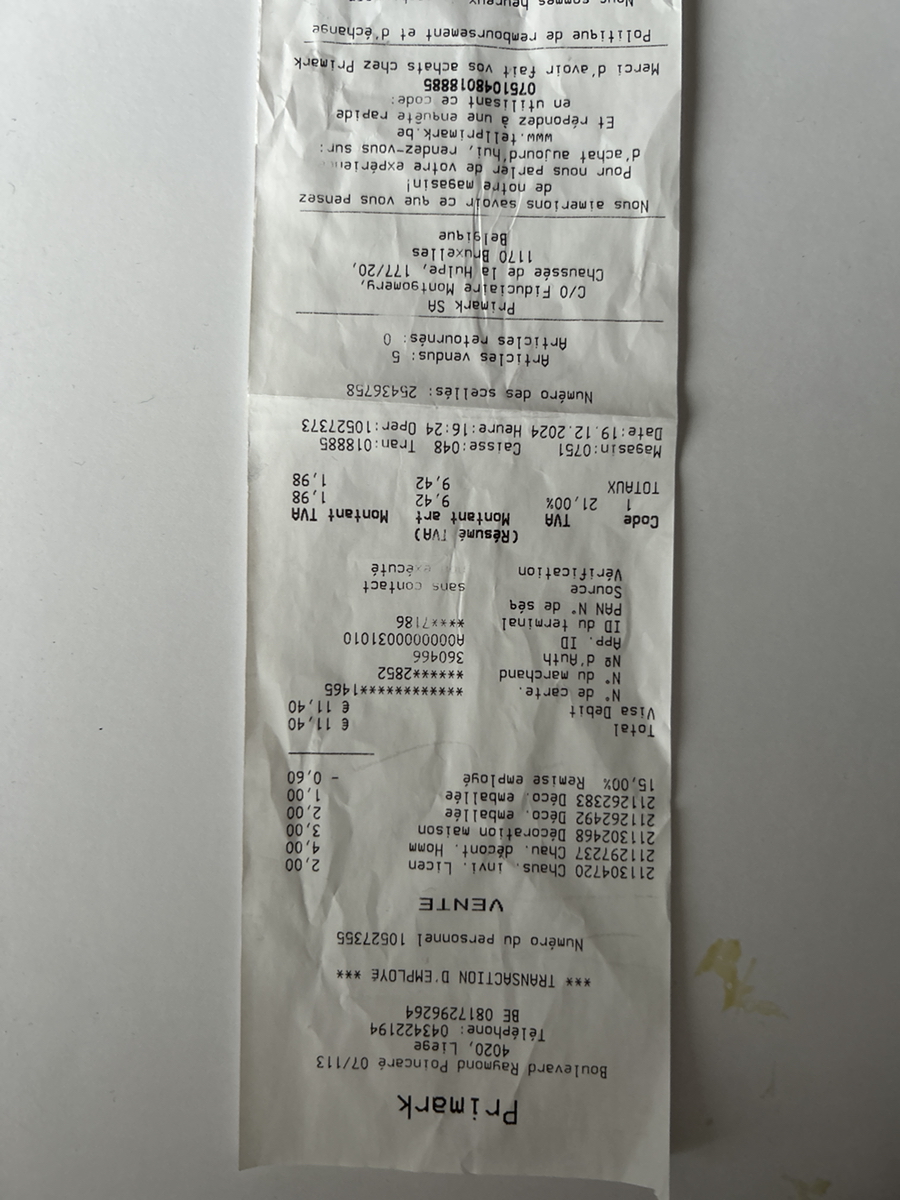 Primark
Boulevard Raymond Poincaré 07/113
4020, Liege
Téléphone: 043422194
BE 0817296264
*** TRANSACTION D'EMPLOYÉ ***
Numéro du personnel 10527355
VENTE
211304720 Chaus. invi. Licen 2,00
211297237 Chau. décont. Homm 4,00
211302468 Décoration maison 3,00
211262492 Déco. emballée 2,00
211262383 Déco. emballée 1,00
15,00% Remise employé - 0,60
Total € 11,40
Visa Debit € 11,40
N° de carte. **************1465
N° du marchand ******2852
Nº d'Auth 360466
App. ID A0000000031010
ID du terminal ****7186
PAN N° de séq
Source sans contact
Vérification exécuté
(Résumé TVA)
Code TVA Montant art Montant TVA
1 21,00% 9,42 1,98
TOTAUX 9,42 1,98
Magasin:0751 Caisse:048 Tran:018885
Date:19.12.2024 Heure:16:24 Oper:10527373
Numéro des scellés: 25436758
Articles vendus: 5
Articles retournés: 0
Primark SA
C/O Fiduciaire Montgomery,
Chaussée de la Hulpe, 177/20,
1170 Bruxelles
Belgique
Nous aimerions savoir ce que vous pensez
de notre magasin!
Pour nous parler de votre
d'achat aujourd'hui, rendez-vous sur:
www.tellprimark.be
Et répondez à une enquête rapide
en utilisant ce code:
0751048018885
Merci d'avoir fait vos achats chez Primark
Politique de remboursement et d'échange
Nous sommes heureux